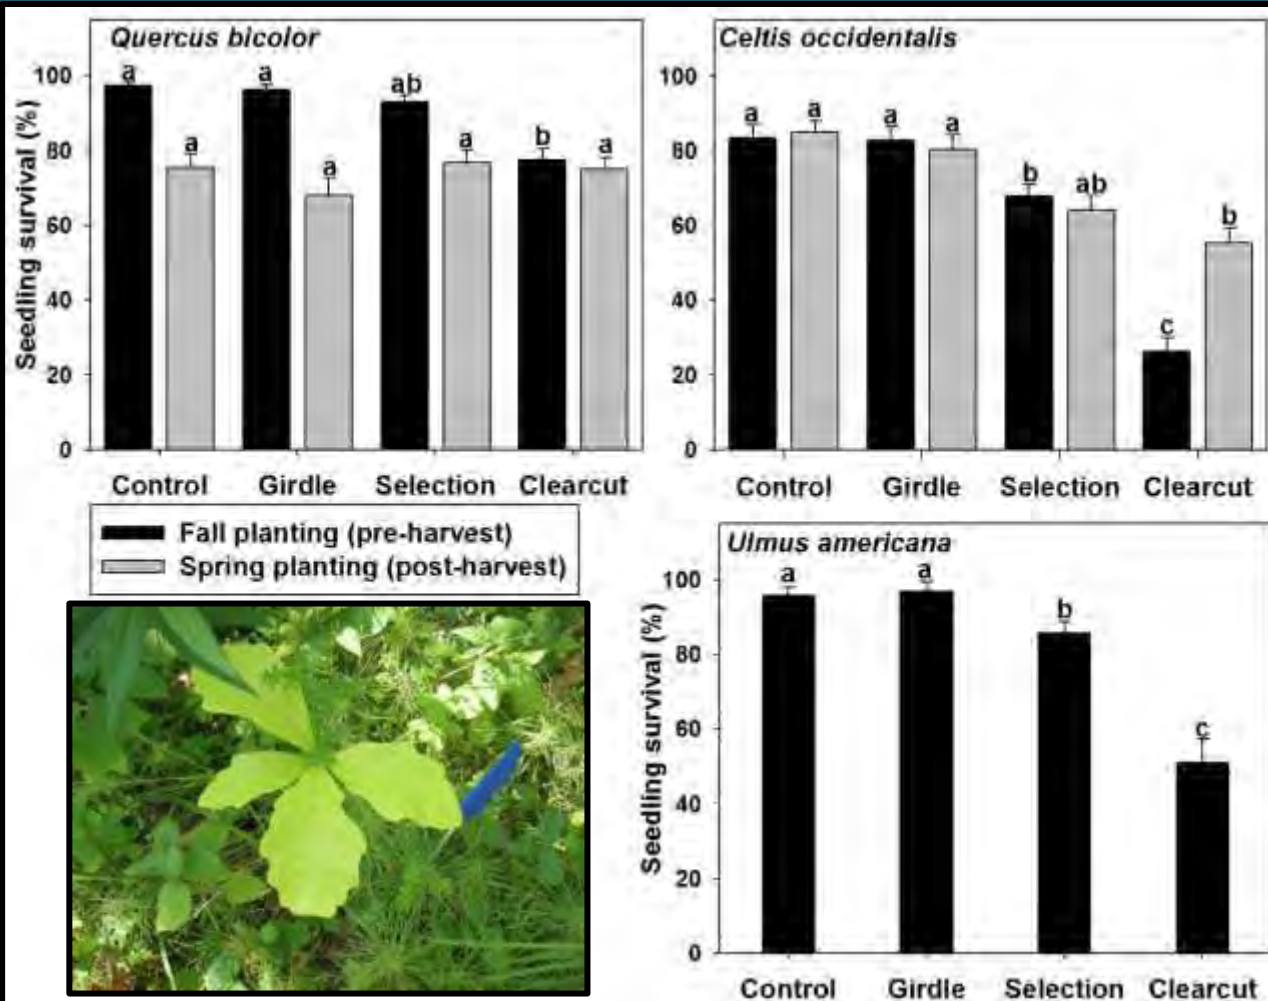 Quercus bicolor
Seedling survival (%)
100
80
60
40
20
0
a a ab b
a a a a
Control Girdle Selection Clearcut
Celtis occidentalis
100
80
60
40
20
0
a a a a b ab c b
Control Girdle Selection Clearcut
Fall planting (pre-harvest)
Spring planting (post-harvest)
Ulmus americana
Seedling survival (%)
100
80
60
40
20
0
a a b c
Control Girdle Selection Clearcut